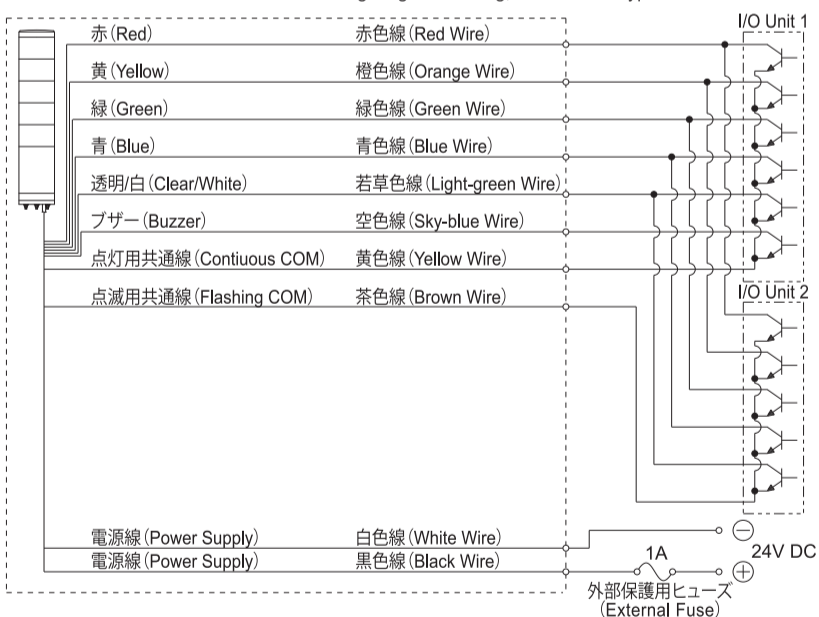 I/O Unit 1
赤(Red) 赤色線(Red Wire)
黄(Yellow) 橙色線(Orange Wire)
緑(Green) 緑色線(Green Wire)
青(Blue) 青色線(Blue Wire)
透明/白(Clear/White) 若草色線(Light-green Wire)
ブザー(Buzzer) 空色線(Sky-blue Wire)
点灯用共通線(Contiuous COM) 黄色線(Yellow Wire)
点滅用共通線(Flashing COM) 茶色線(Brown Wire)
I/O Unit 2
電源線(Power Supply) 白色線(White Wire)
電源線(Power Supply) 黒色線(Black Wire)
1A
24V DC
外部保護用ヒューズ
(External Fuse)